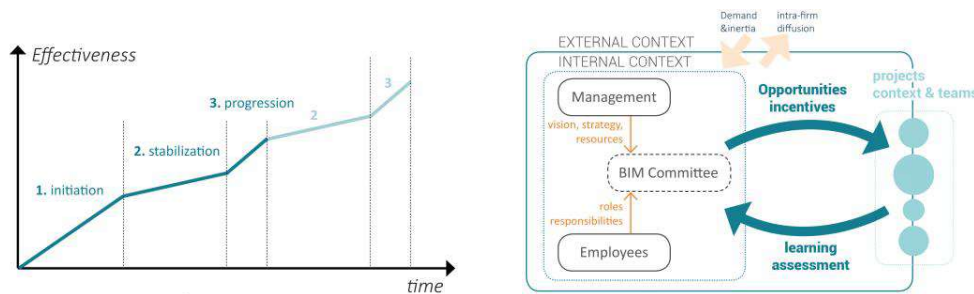 Effectiveness
3. progression
3
2
2. stabilization
1. initiation
time
Demand
&inertia
intra-firm
diffusion
EXTERNAL CONTEXT
INTERNAL CONTEXT
Management
vision, strategy,
resources
BIM Committee
roles
responsibilities
Employees
Opportunities
incentives
learning
assessment
projects
context & teams